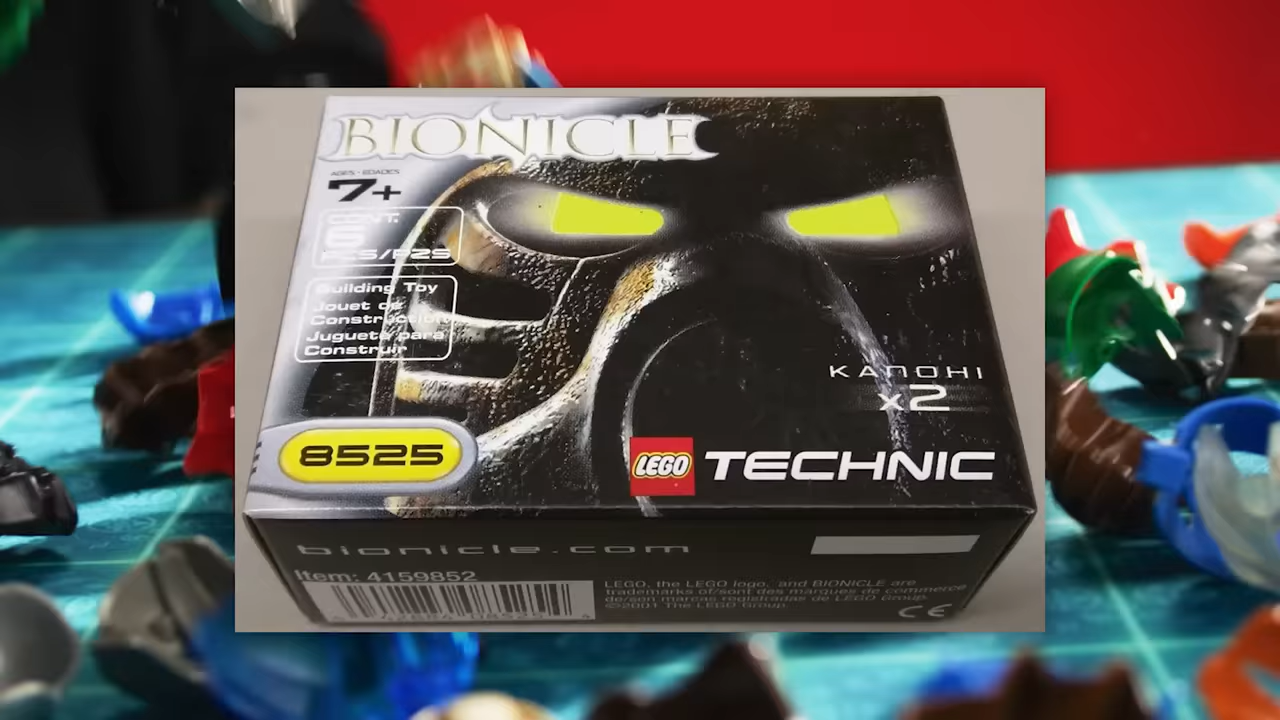 BIONICLE
AGES • EDADES
7+
CONT.
6
PCS/PZS
Building Toy
Jouet de
Construction
Juguete para
Construir
8525
KANOHI
x2
LEGO TECHNIC
bionicle.com
Item: 4159852
LEGO, the LEGO logo, and BIONICLE are
trademarks of/sont des marques de commerce
de/son marcas registradas de LEGO Group.
©2001 The LEGO Group.
CE